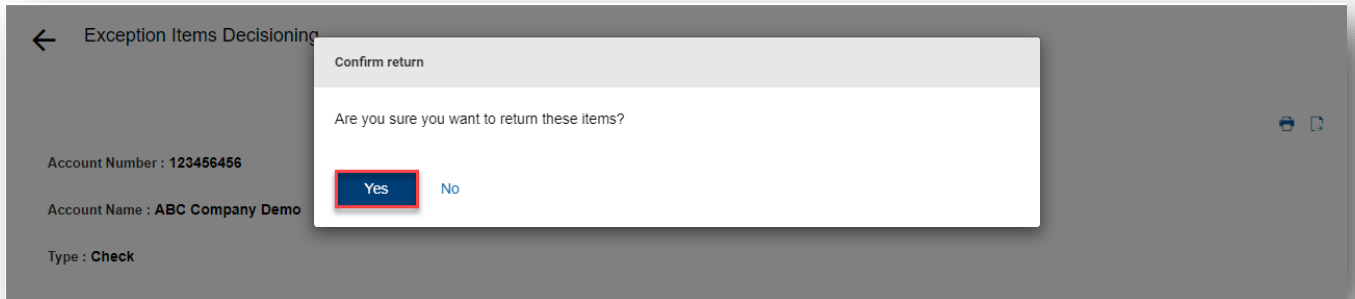 Exception Items Decisioning
Confirm return
Are you sure you want to return these items?
Account Number : 123456456
Yes No
Account Name : ABC Company Demo
Type : Check